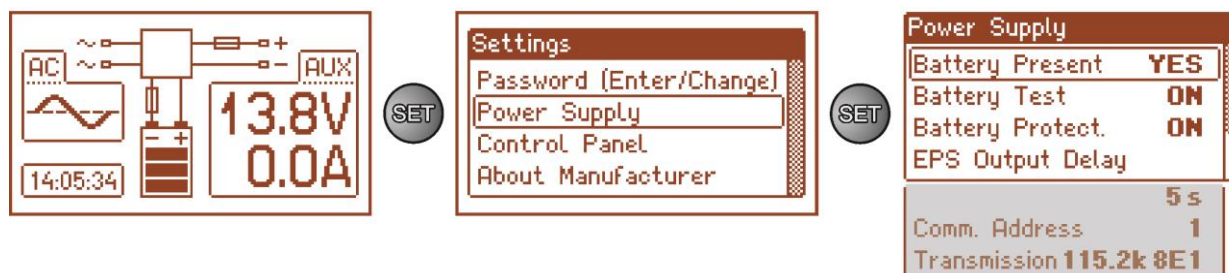 AC
AUX
13.8V
0.0A
14:05:34
SET
Settings
Password (Enter/Change)
Power Supply
Control Panel
About Manufacturer
SET
Power Supply
Battery Present YES
Battery Test ON
Battery Protect. ON
EPS Output Delay
5 s
Comm. Address 1
Transmission 115.2k 8E1